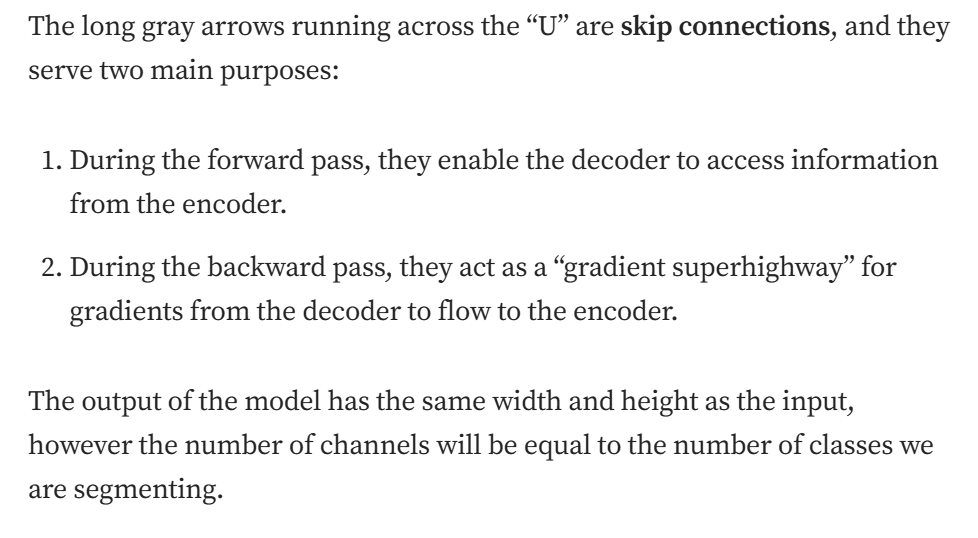 The long gray arrows running across the “U” are skip connections, and they
serve two main purposes:
1. During the forward pass, they enable the decoder to access information
from the encoder.
2. During the backward pass, they act as a “gradient superhighway” for
gradients from the decoder to flow to the encoder.
The output of the model has the same width and height as the input,
however the number of channels will be equal to the number of classes we
are segmenting.